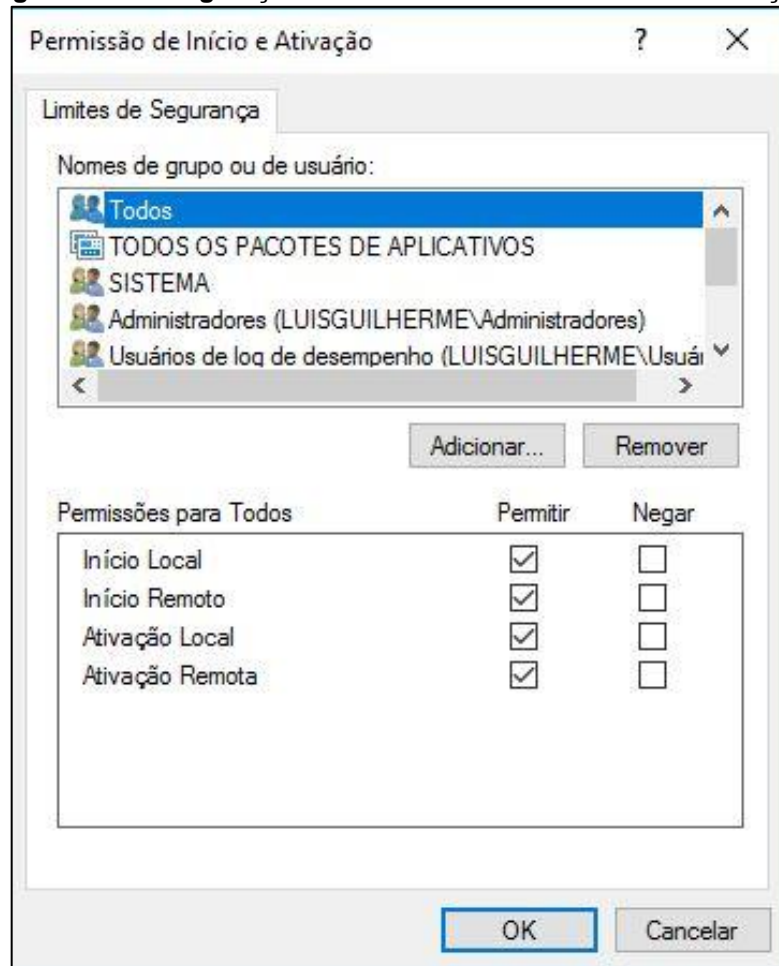 Permissão de Início e Ativação ?
Limites de Segurança
Nomes de grupo ou de usuário:
Todos
TODOS OS PACOTES DE APLICATIVOS
SISTEMA
Administradores (LUISGUILHERME\Administradores)
Usuários de log de desempenho (LUISGUILHERME\Usuá
Adicionar... Remover
Permissões para Todos Permitir Negar
Início Local
Início Remoto
Ativação Local
Ativação Remota
OK Cancelar